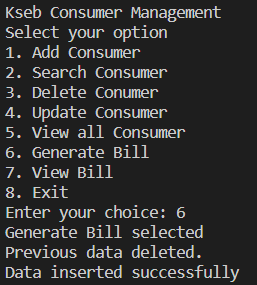 Kseb Consumer Management
Select your option
1. Add Consumer
2. Search Consumer
3. Delete Conumer
4. Update Consumer
5. View all Consumer
6. Generate Bill
7. View Bill
8. Exit
Enter your choice: 6
Generate Bill selected
Previous data deleted.
Data inserted successfully